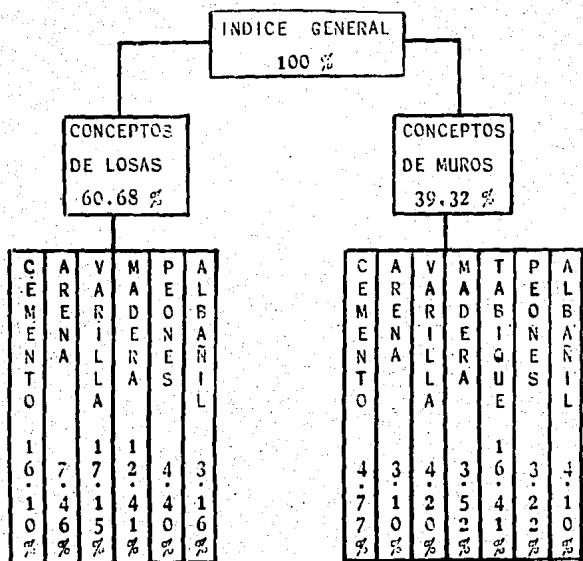 INDICE GENERAL
100 %
CONCEPTOS
DE LOSAS
60.68 %
CONCEPTOS
DE MUROS
39.32 %
CEMENTO 16.10%
ARENA 7.46%
VARILLA 17.15%
MADERA 12.41%
PEONES 4.40%
ALBAÑIL 3.16%
CEMENTO 4.77%
ARENA 3.10%
VARILLA 4.20%
MADERA 3.52%
TABIQUE 16.41%
PEOÑES 3.22%
ALBAÑIL 4.10%